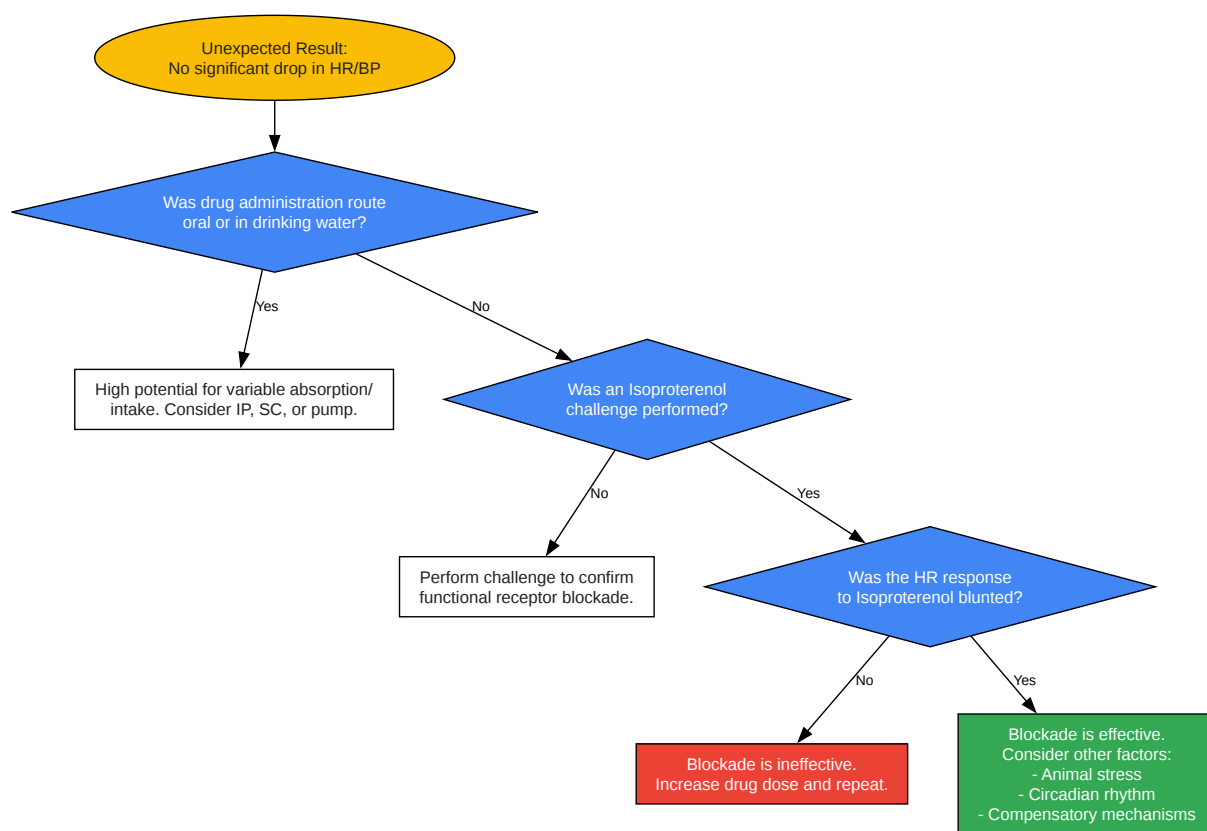 Unexpected Result:
No significant drop in HR/BP
Was drug administration route
oral or in drinking water?
Yes
No
High potential for variable absorption/
intake. Consider IP, SC, or pump.
Was an Isoproterenol
challenge performed?
No
Yes
Perform challenge to confirm
functional receptor blockade.
Was the HR response
to Isoproterenol blunted?
No
Yes
Blockade is ineffective.
Increase drug dose and repeat.
Blockade is effective.
Consider other factors:
- Animal stress
- Circadian rhythm
- Compensatory mechanisms